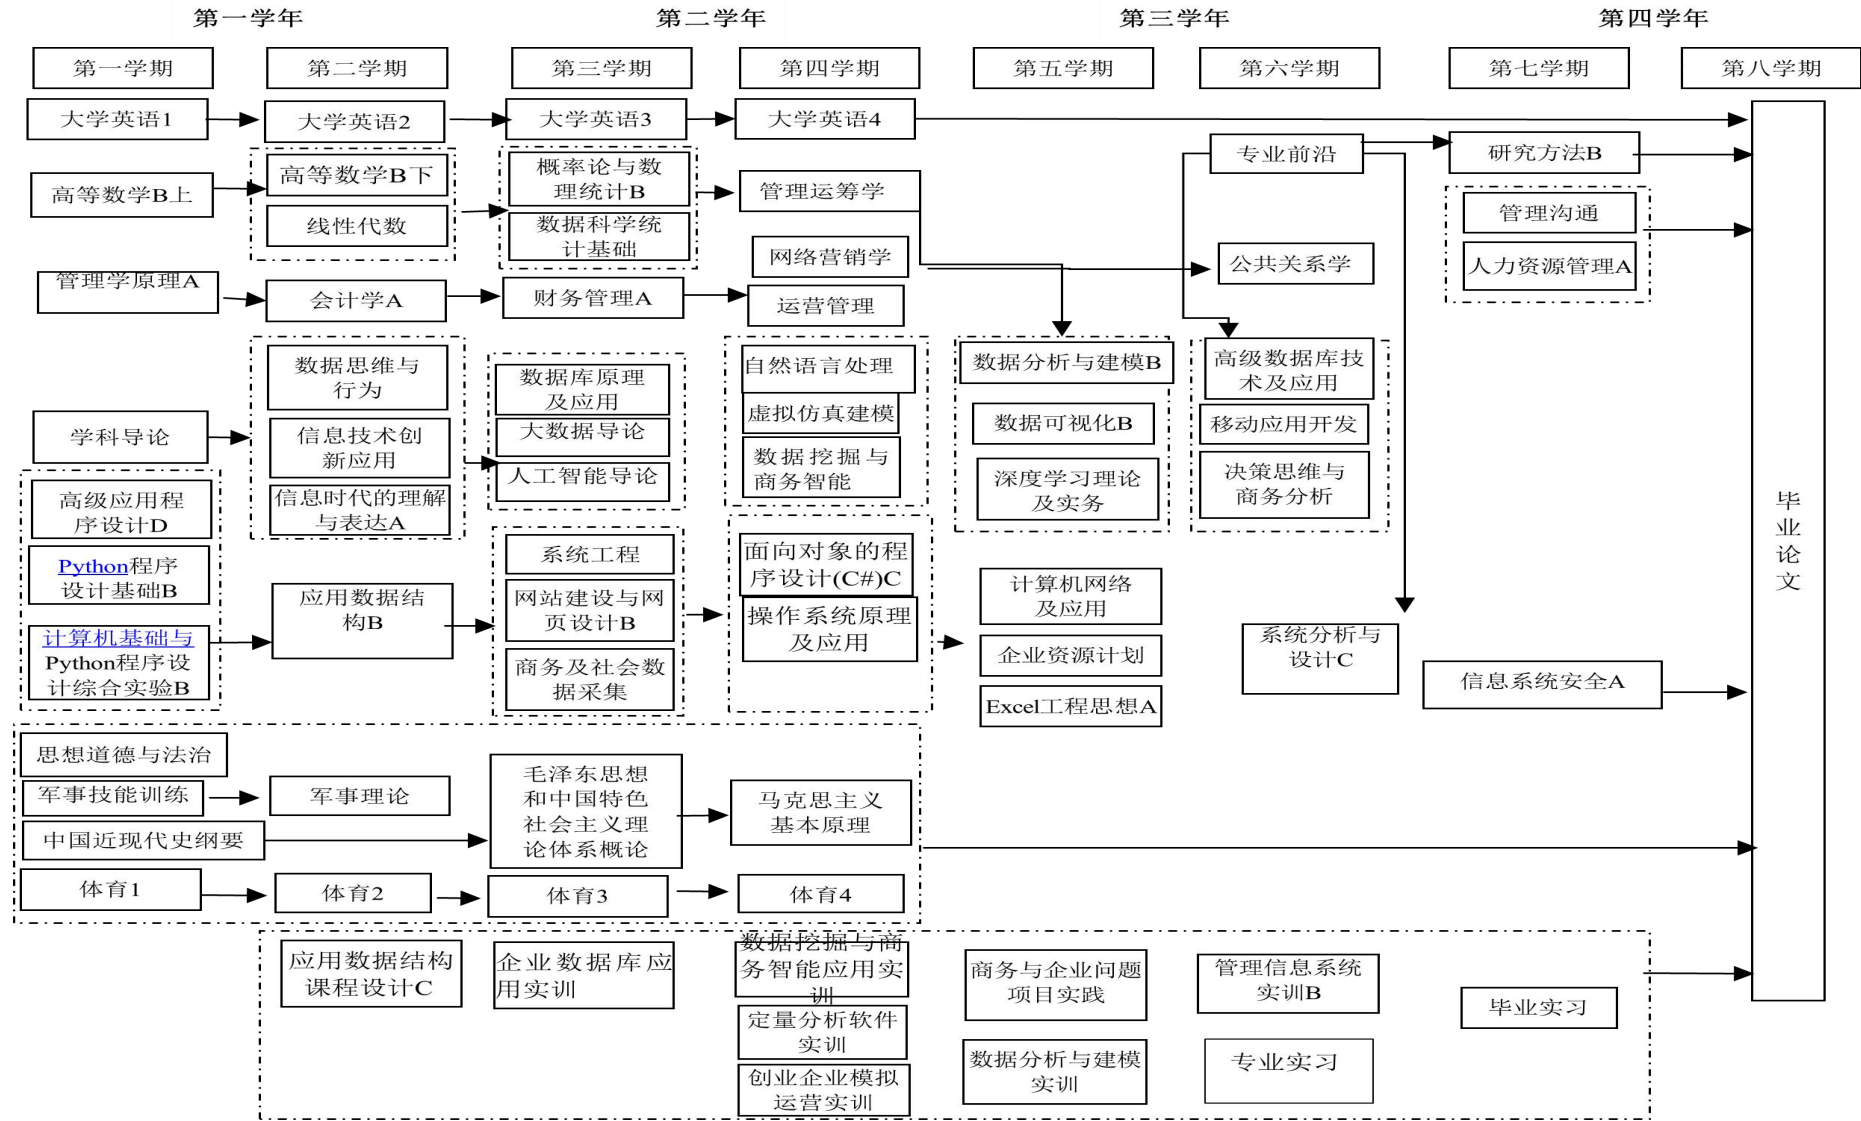 第一学年
第二学年
第三学年
第四学年
第一学期
第二学期
第三学期
第四学期
第五学期
第六学期
第七学期
第八学期
大学英语1
大学英语2
大学英语3
大学英语4
专业前沿
研究方法B
高等数学B上
高等数学B下
线性代数
概率论与数
理统计B
数据科学统
计基础
管理运筹学
网络营销学
运营管理
公共关系学
管理沟通
人力资源管理A
管理学原理A
会计学A
财务管理A
学科导论
数据思维与
行为
信息技术创
新应用
信息时代的理解
与表达A
数据库原理
及应用
大数据导论
人工智能导论
自然语言处理
虚拟仿真建模
数据挖掘与
商务智能
数据分析与建模B
数据可视化B
深度学习理论
及实务
高级数据库技
术及应用
移动应用开发
决策思维与
商务分析
高级应用程
序设计D
Python程序
设计基础B
计算机基础与
Python程序设
计综合实验B
应用数据结
构B
系统工程
网站建设与网
页设计B
商务及社会数
据采集
面向对象的程
序设计(C#)C
操作系统原理
及应用
计算机网络
及应用
企业资源计划
Excel工程思想A
系统分析与
设计C
信息系统安全A
毕
业
论
文
思想道德与法治
军事技能训练
军事理论
中国近现代史纲要
毛泽东思想
和中国特色
社会主义理
论体系概论
马克思主义
基本原理
体育1
体育2
体育3
体育4
应用数据结构
课程设计C
企业数据库应
用实训
数据挖掘与商
务智能应用实
训
定量分析软件
实训
创业企业模拟
运营实训
商务与企业问题
项目实践
数据分析与建模
实训
管理信息系统
实训B
专业实习
毕业实习